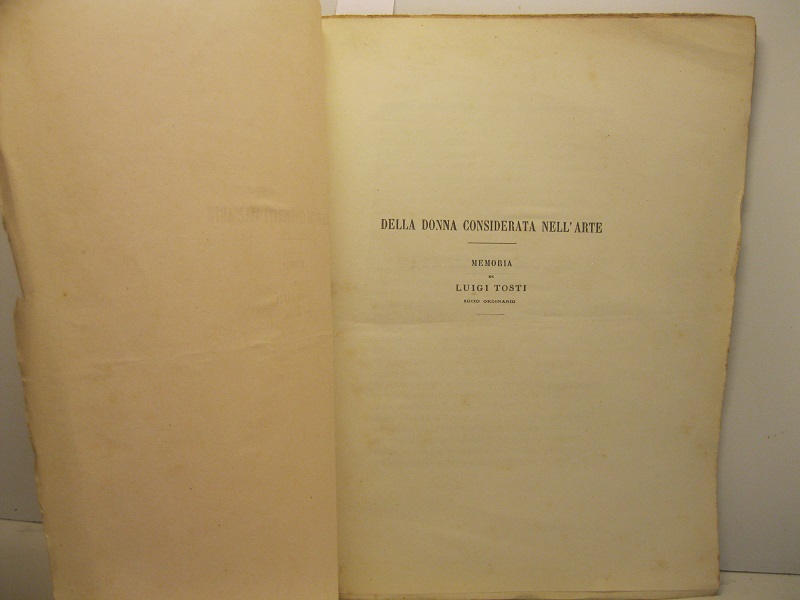 DELLA DONNA CONSIDERATA NELL'ARTE
MEMORIA
DI
LUIGI TOSTI
SOCIO ORDINARIO